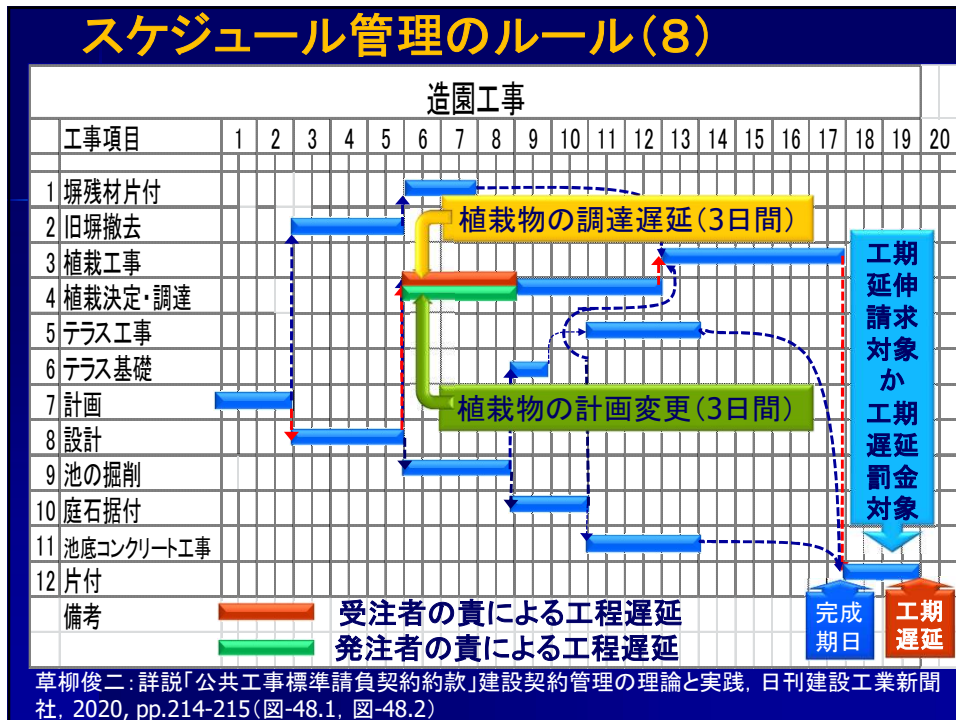 スケジュール管理のルール(8)
造園工事
工事項目 1 2 3 4 5 6 7 8 9 10 11 12 13 14 15 16 17 18 19 20
1 塀残材片付
2 旧塀撤去
3 植栽工事
4 植栽決定・調達
5 テラス工事
6 テラス基礎
7 計画
8 設計
9 池の掘削
10 庭石据付
11 池底コンクリート工事
12 片付
備考
植栽物の調達遅延(3日間)
植栽物の計画変更(3日間)
工期
延伸
請求
対象
か
工期
遅延
罰金
対象
完成
期日
工期
遅延
受注者の責による工程遅延
発注者の責による工程遅延
草柳俊二:詳説「公共工事標準請負契約約款」建設契約管理の理論と実践, 日刊建設工業新聞
社, 2020, pp.214-215(図-48.1, 図-48.2)